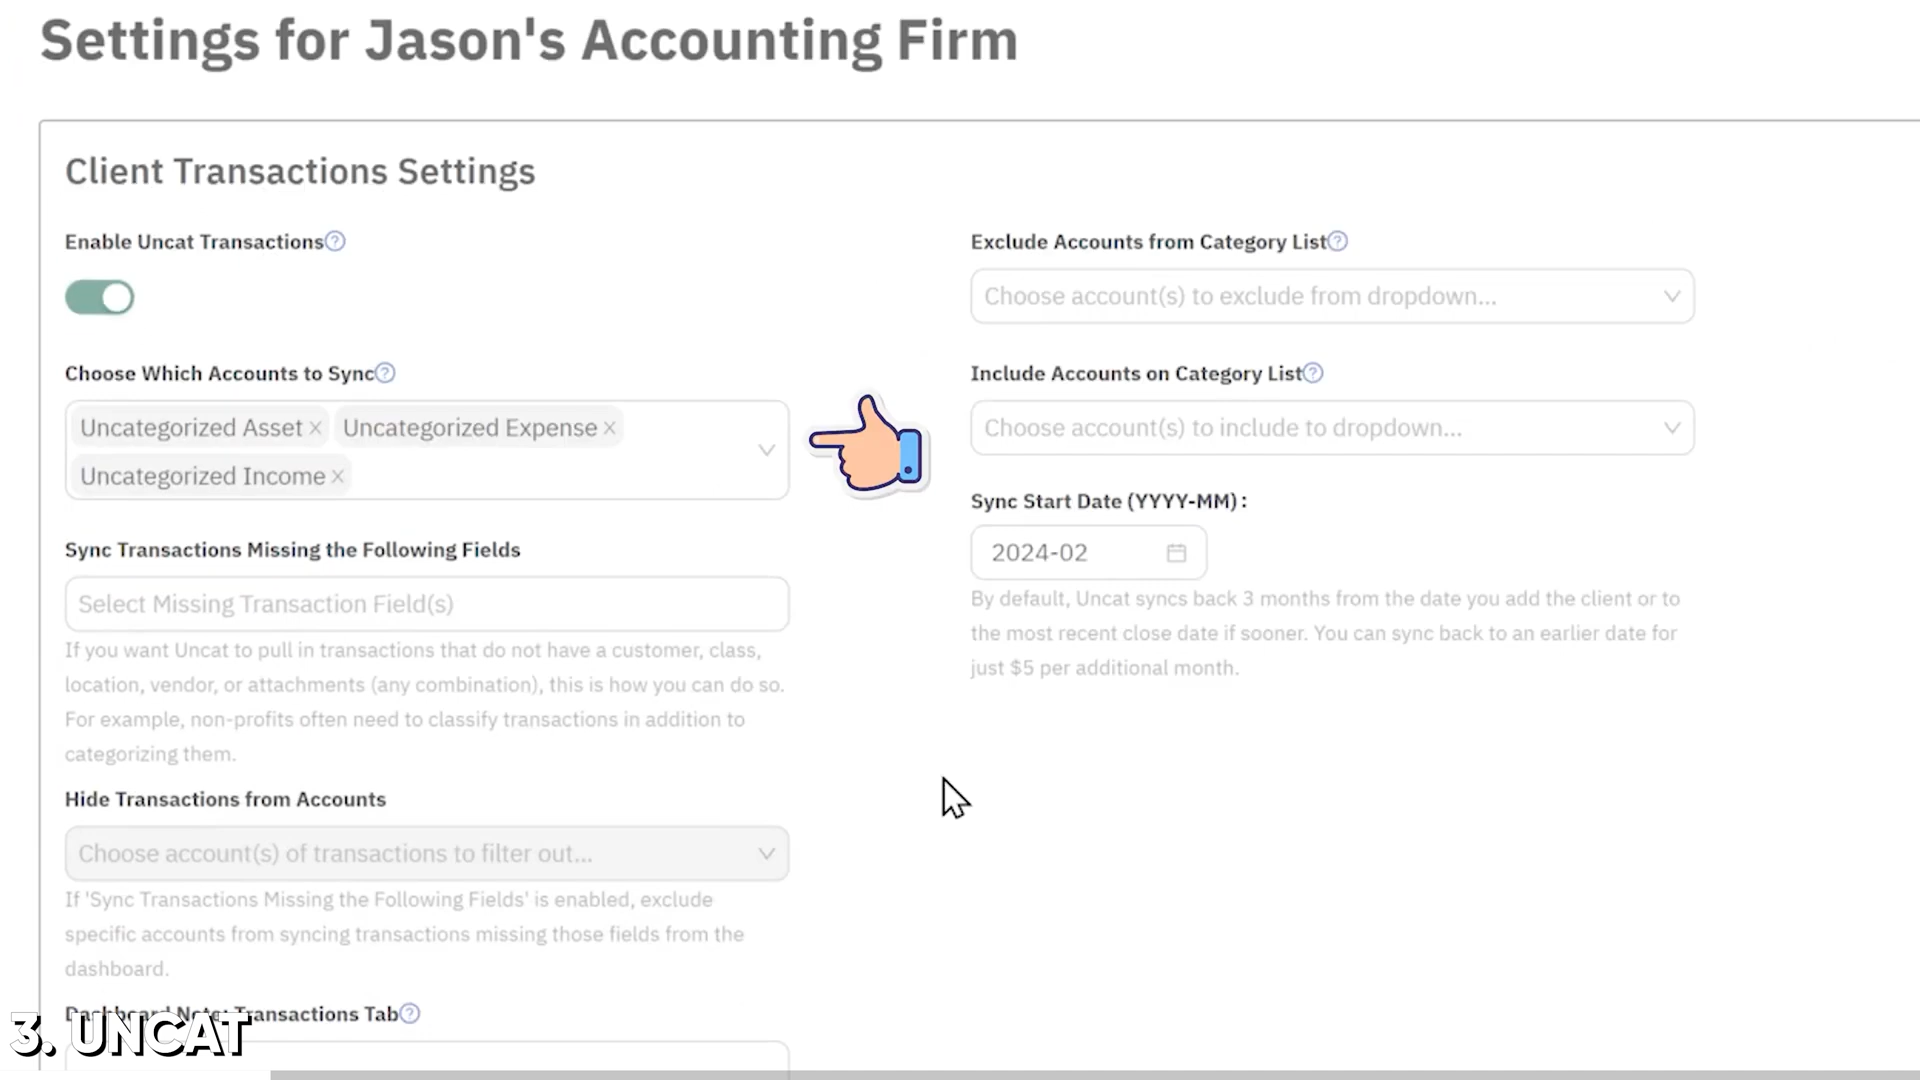 Settings for Jason's Accounting Firm
Client Transactions Settings
Enable Uncat Transactions
Choose Which Accounts to Sync
Uncategorized Asset
Uncategorized Expense
Uncategorized Income
Sync Transactions Missing the Following Fields
Select Missing Transaction Field(s)
If you want Uncat to pull in transactions that do not have a customer, class,
location, vendor, or attachments (any combination), this is how you can do so.
For example, non-profits often need to classify transactions in addition to
categorizing them.
Hide Transactions from Accounts
Choose account(s) of transactions to filter out...
If 'Sync Transactions Missing the Following Fields' is enabled, exclude
specific accounts from syncing transactions missing those fields from the
dashboard.
Dashboard Note: Transactions Tab
Exclude Accounts from Category List
Choose account(s) to exclude from dropdown...
Include Accounts on Category List
Choose account(s) to include to dropdown...
Sync Start Date (YYYY-MM) :
2024-02
By default, Uncat syncs back 3 months from the date you add the client or to
the most recent close date if sooner. You can sync back to an earlier date for
just $5 per additional month.
3. UNCAT